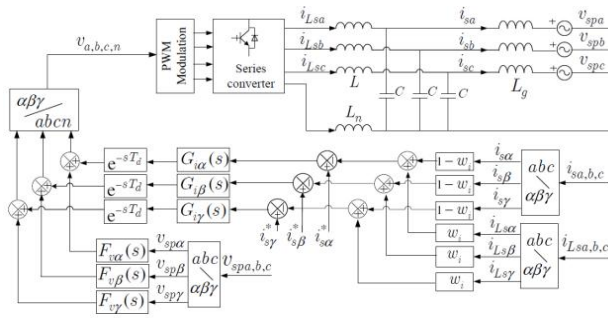 v_{a,b,c,n}
PWM
Modulation
Series
converter
i_{Lsa}
i_{Lsb}
i_{Lsc}
L
L_n
C
C
C
i_{sa}
i_{sb}
i_{sc}
L_g
+
+
+
v_{spa}
v_{spb}
v_{spc}
αβγ
abcn
e^{-sT_d}
e^{-sT_d}
e^{-sT_d}
G_{iα}(s)
G_{iβ}(s)
G_{iγ}(s)
i^*_{sγ}
i^*_{sβ}
i^*_{sα}
1-w_i
1-w_i
1-w_i
w_i
w_i
w_i
i_{sα}
i_{sβ}
i_{sγ}
i_{Lsα}
i_{Lsβ}
i_{Lsγ}
abc
αβγ
abc
αβγ
i_{sa,b,c}
i_{Lsa,b,c}
F_{vα}(s)
F_{vβ}(s)
F_{vγ}(s)
v_{spα}
v_{spβ}
v_{spγ}
abc
αβγ
v_{spa,b,c}